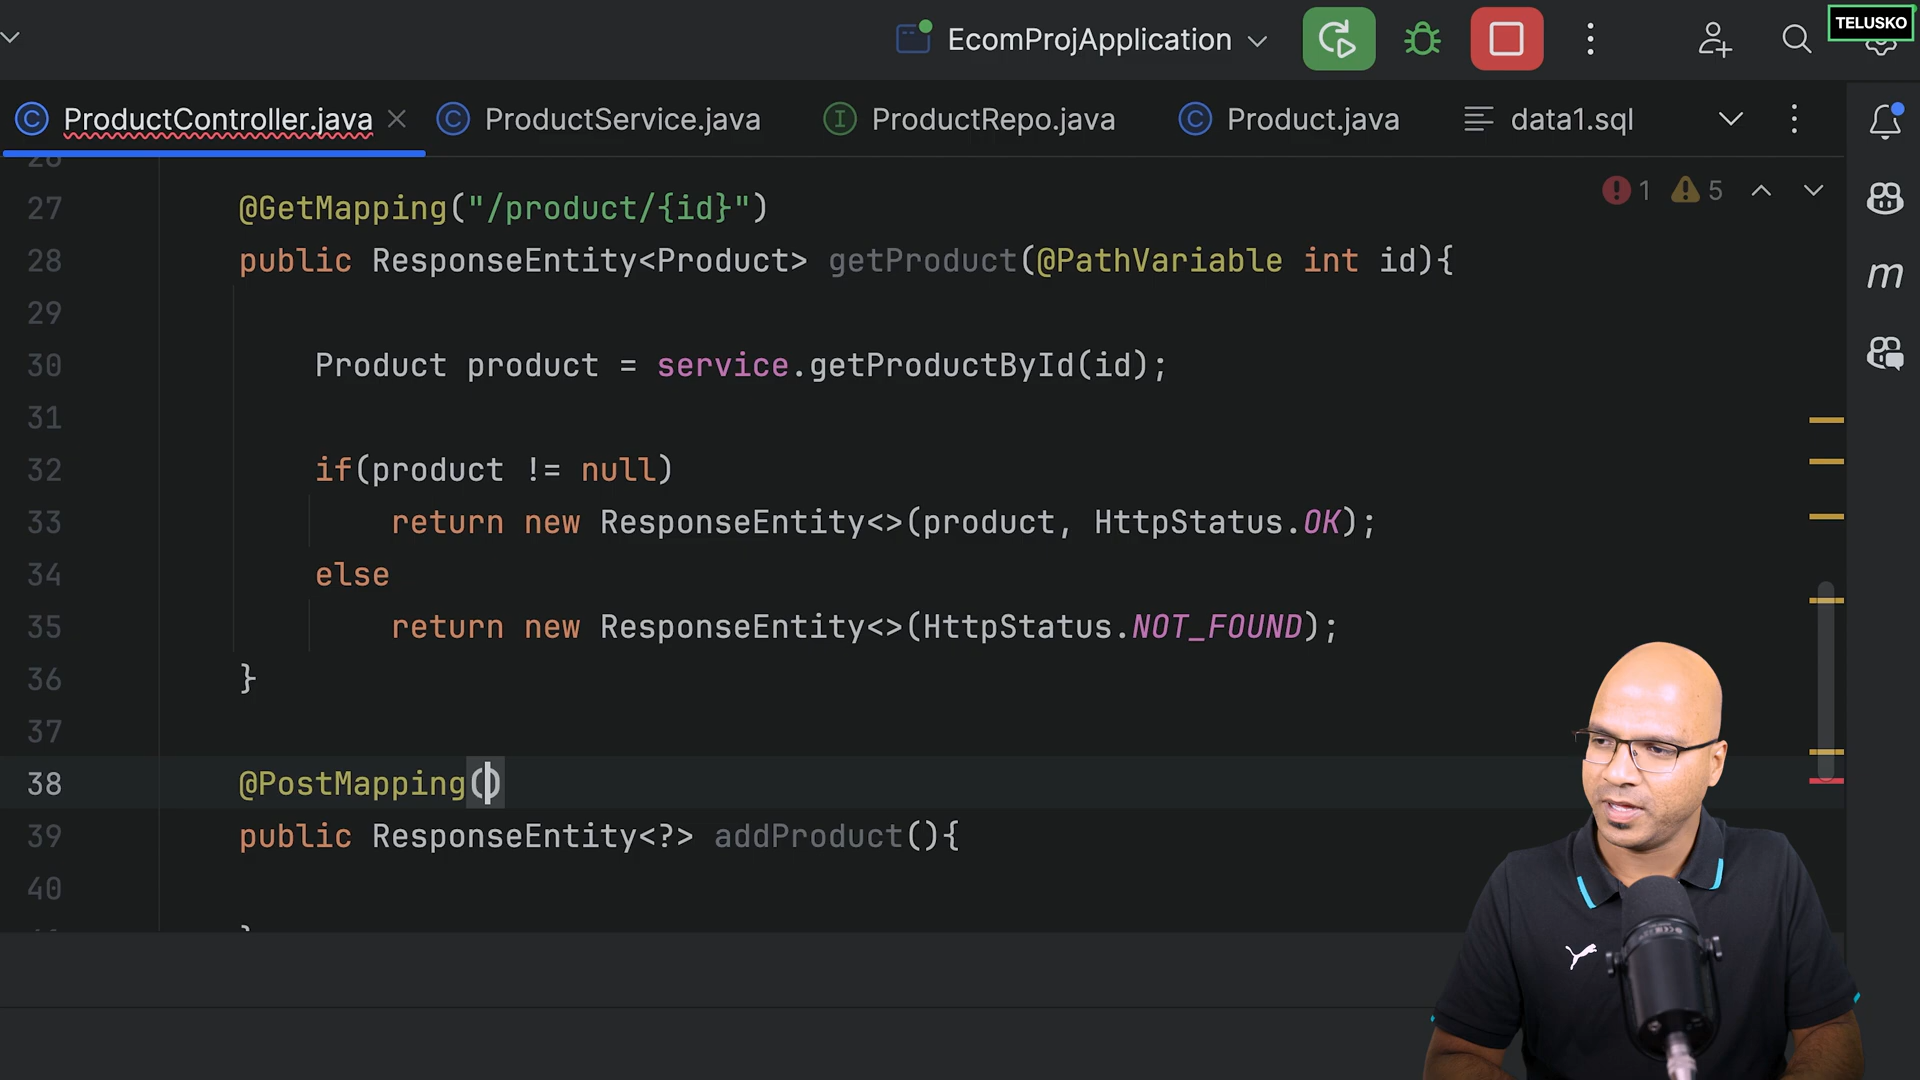 EcomProjApplication
TELUSKO
ProductController.java
ProductService.java
ProductRepo.java
Product.java
data1.sql
1
5
27 @GetMapping("/product/{id}")
28 public ResponseEntity<Product> getProduct(@PathVariable int id){
29
30 Product product = service.getProductById(id);
31
32 if(product != null)
33 return new ResponseEntity<>(product, HttpStatus.OK);
34 else
35 return new ResponseEntity<>(HttpStatus.NOT_FOUND);
36 }
37
38 @PostMapping()
39 public ResponseEntity<?> addProduct(){
40